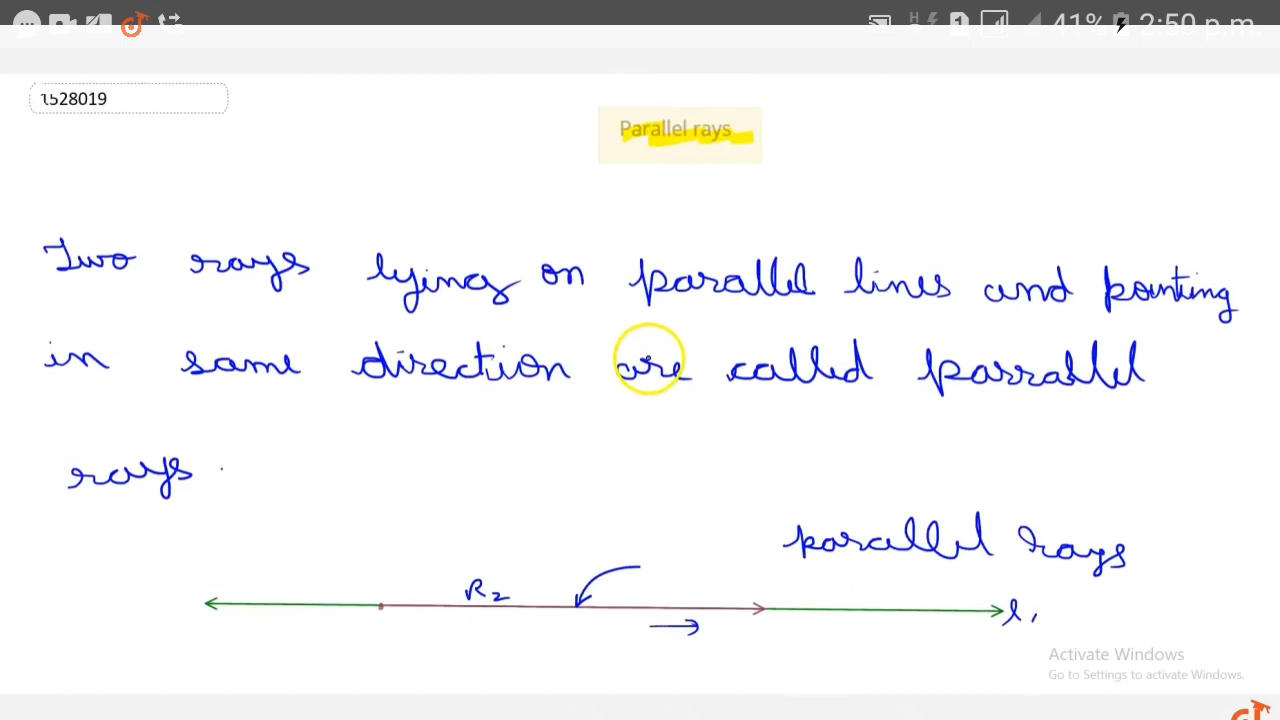 41% 2:50 p.m.
1528019
Parallel rays
Two rays lying on parallel lines and pointing
in same direction are called parrallel
rays.
parallel rays
R2
l1
Activate Windows
Go to Settings to activate Windows.